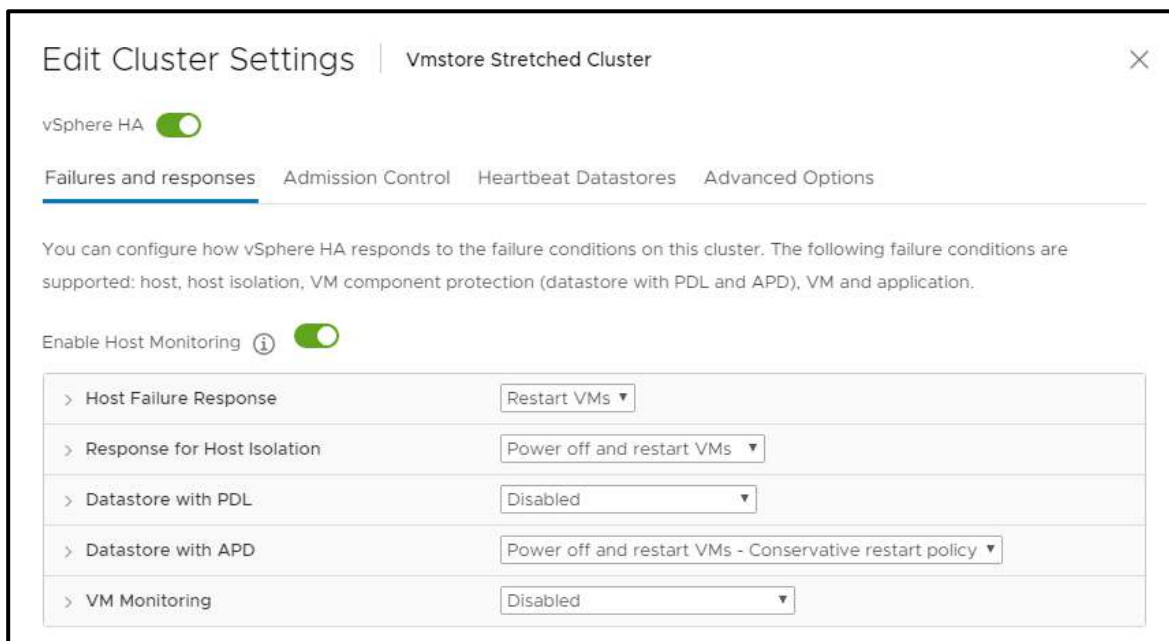 Edit Cluster Settings Vmstore Stretched Cluster
vSphere HA
Failures and responses Admission Control Heartbeat Datastores Advanced Options
You can configure how vSphere HA responds to the failure conditions on this cluster. The following failure conditions are
supported: host, host isolation, VM component protection (datastore with PDL and APD), VM and application.
Enable Host Monitoring
Host Failure Response Restart VMs
Response for Host Isolation Power off and restart VMs
Datastore with PDL Disabled
Datastore with APD Power off and restart VMs - Conservative restart policy
VM Monitoring Disabled